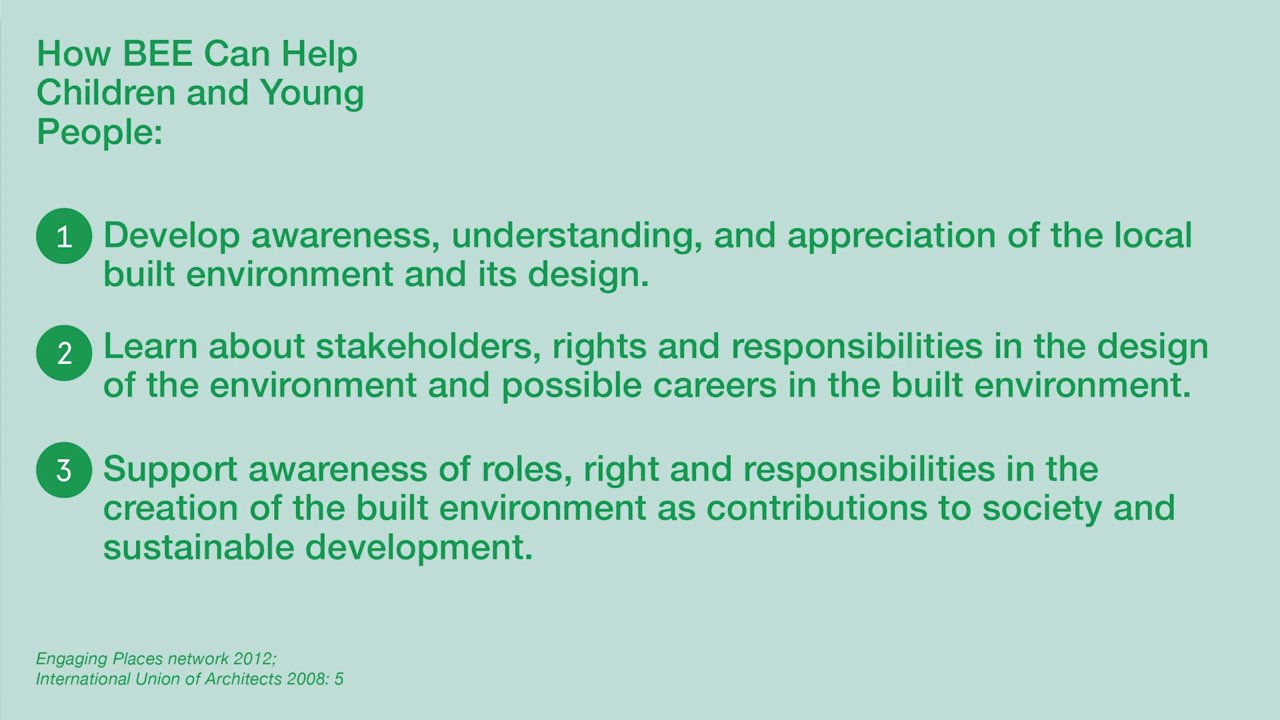 How BEE Can Help
Children and Young
People:
1 Develop awareness, understanding, and appreciation of the local
built environment and its design.
2 Learn about stakeholders, rights and responsibilities in the design
of the environment and possible careers in the built environment.
3 Support awareness of roles, right and responsibilities in the
creation of the built environment as contributions to society and
sustainable development.
Engaging Places network 2012;
International Union of Architects 2008: 5